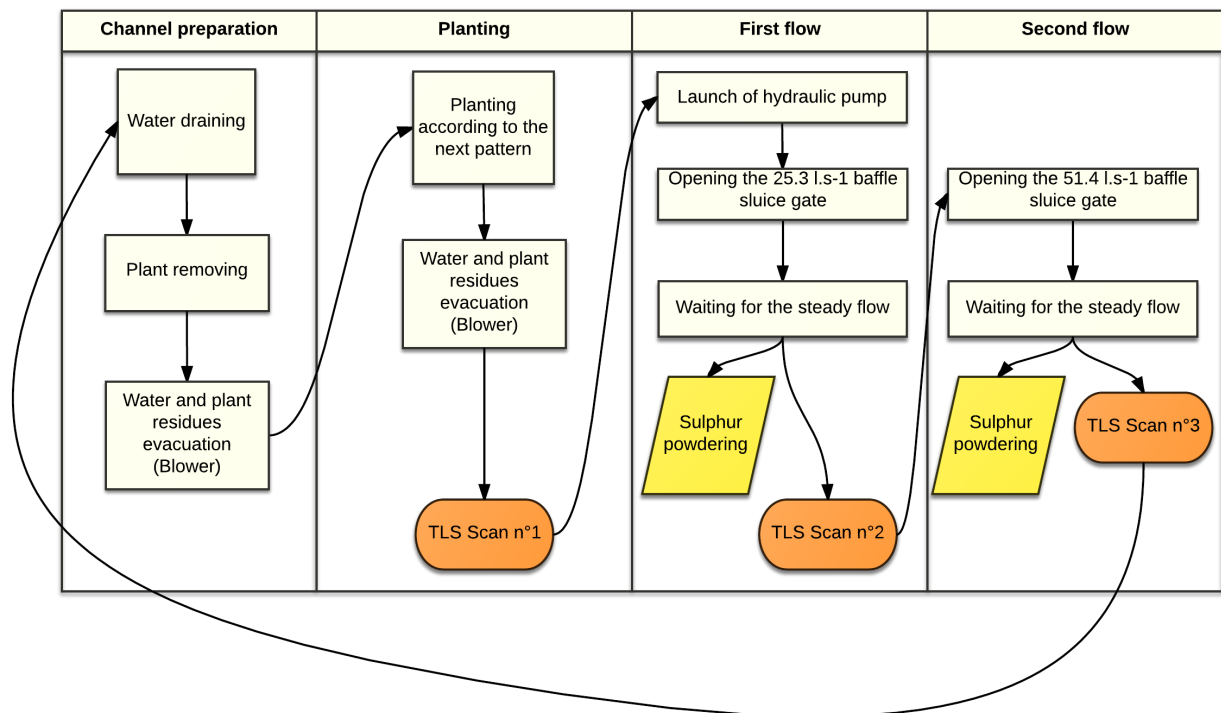 Channel preparation
Planting
First flow
Second flow
Water draining
Plant removing
Water and plant
residues
evacuation
(Blower)
Planting
according to the
next pattern
Water and plant
residues
evacuation
(Blower)
TLS Scan n°1
Launch of hydraulic pump
Opening the 25.3 l.s-1 baffle
sluice gate
Waiting for the steady flow
Sulphur
powdering
TLS Scan n°2
Opening the 51.4 l.s-1 baffle
sluice gate
Waiting for the steady flow
Sulphur
powdering
TLS Scan n°3